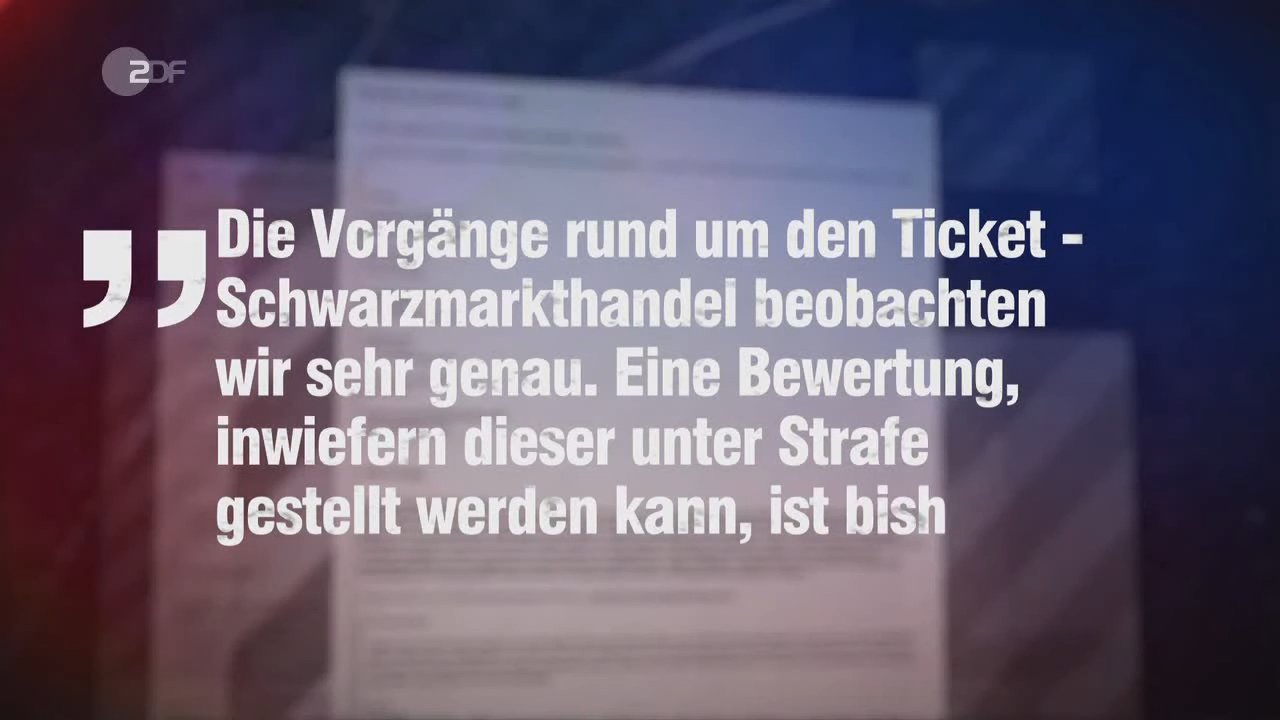 ZDF
„Die Vorgänge rund um den Ticket -
Schwarzmarkthandel beobachten
wir sehr genau. Eine Bewertung,
inwiefern dieser unter Strafe
gestellt werden kann, ist bish